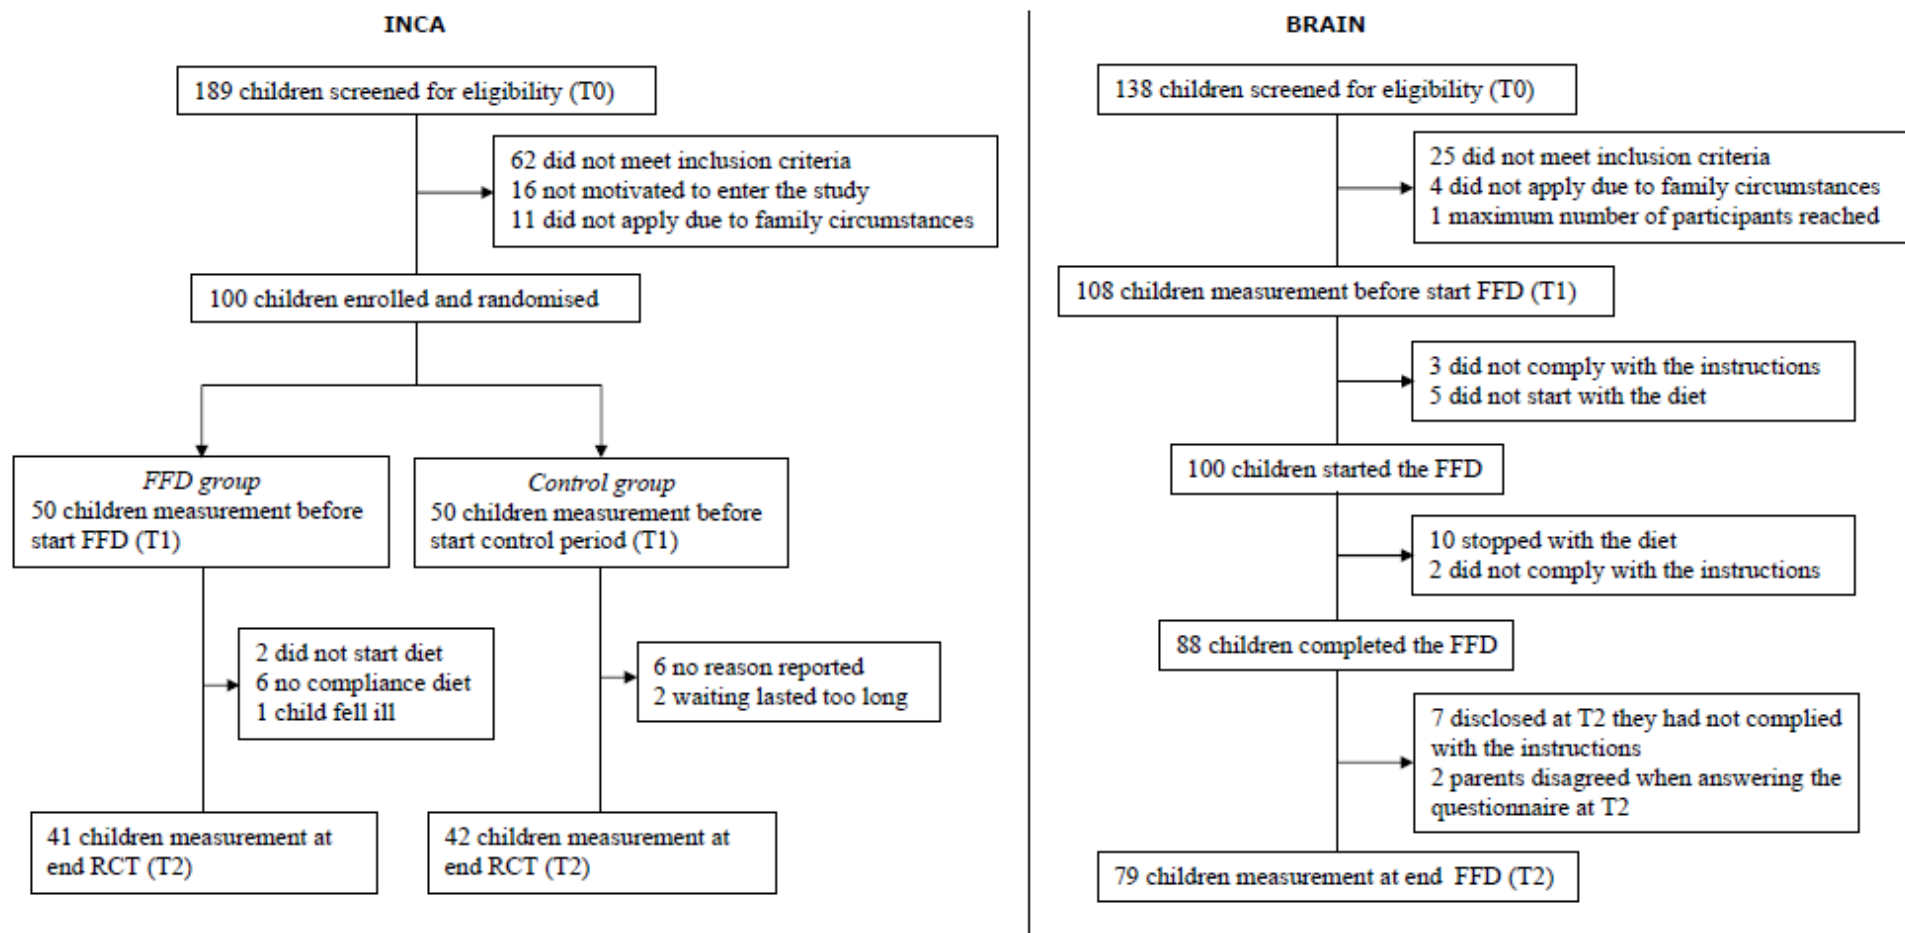 INCA
189 children screened for eligibility (T0)
62 did not meet inclusion criteria
16 not motivated to enter the study
11 did not apply due to family circumstances
100 children enrolled and randomised
FFD group
50 children measurement before
start FFD (T1)
Control group
50 children measurement before
start control period (T1)
2 did not start diet
6 no compliance diet
1 child fell ill
6 no reason reported
2 waiting lasted too long
41 children measurement at
end RCT (T2)
42 children measurement at
end RCT (T2)
BRAIN
138 children screened for eligibility (T0)
25 did not meet inclusion criteria
4 did not apply due to family circumstances
1 maximum number of participants reached
108 children measurement before start FFD (T1)
3 did not comply with the instructions
5 did not start with the diet
100 children started the FFD
10 stopped with the diet
2 did not comply with the instructions
88 children completed the FFD
7 disclosed at T2 they had not complied
with the instructions
2 parents disagreed when answering the
questionnaire at T2
79 children measurement at end FFD (T2)